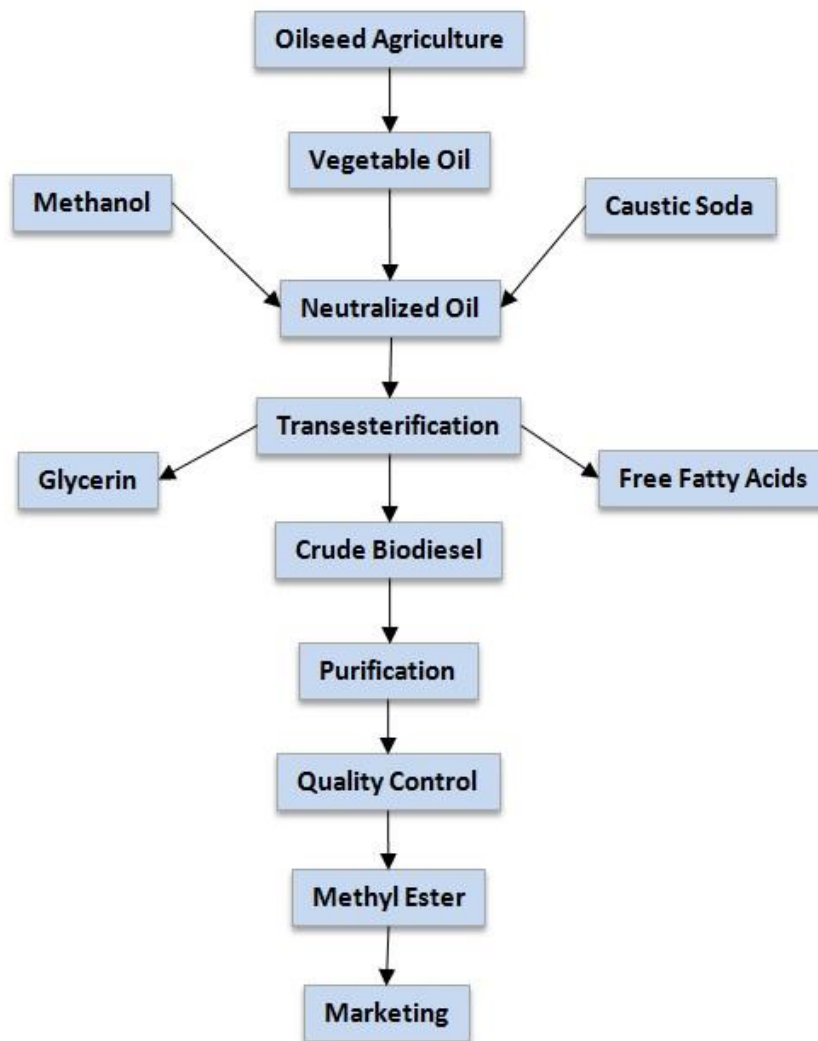 Oilseed Agriculture
Vegetable Oil
Methanol
Caustic Soda
Neutralized Oil
Transesterification
Glycerin
Free Fatty Acids
Crude Biodiesel
Purification
Quality Control
Methyl Ester
Marketing